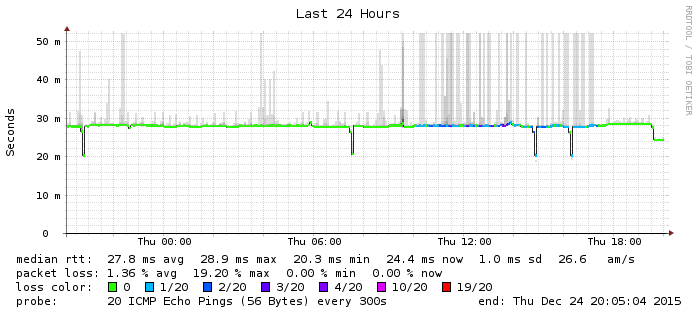 Last 24 Hours
RRDTOOL / TOBI OETIKER
50 m
40 m
30 m
20 m
10 m
0
Seconds
Thu 00:00 Thu 06:00 Thu 12:00 Thu 18:00
median rtt: 27.8 ms avg 28.9 ms max 20.3 ms min 24.4 ms now 1.0 ms sd 26.6 am/s
packet loss: 1.36 % avg 19.20 % max 0.00 % min 0.00 % now
loss color: 0 1/20 2/20 3/20 4/20 10/20 19/20
probe: 20 ICMP Echo Pings (56 Bytes) every 300s end: Thu Dec 24 20:05:04 2015